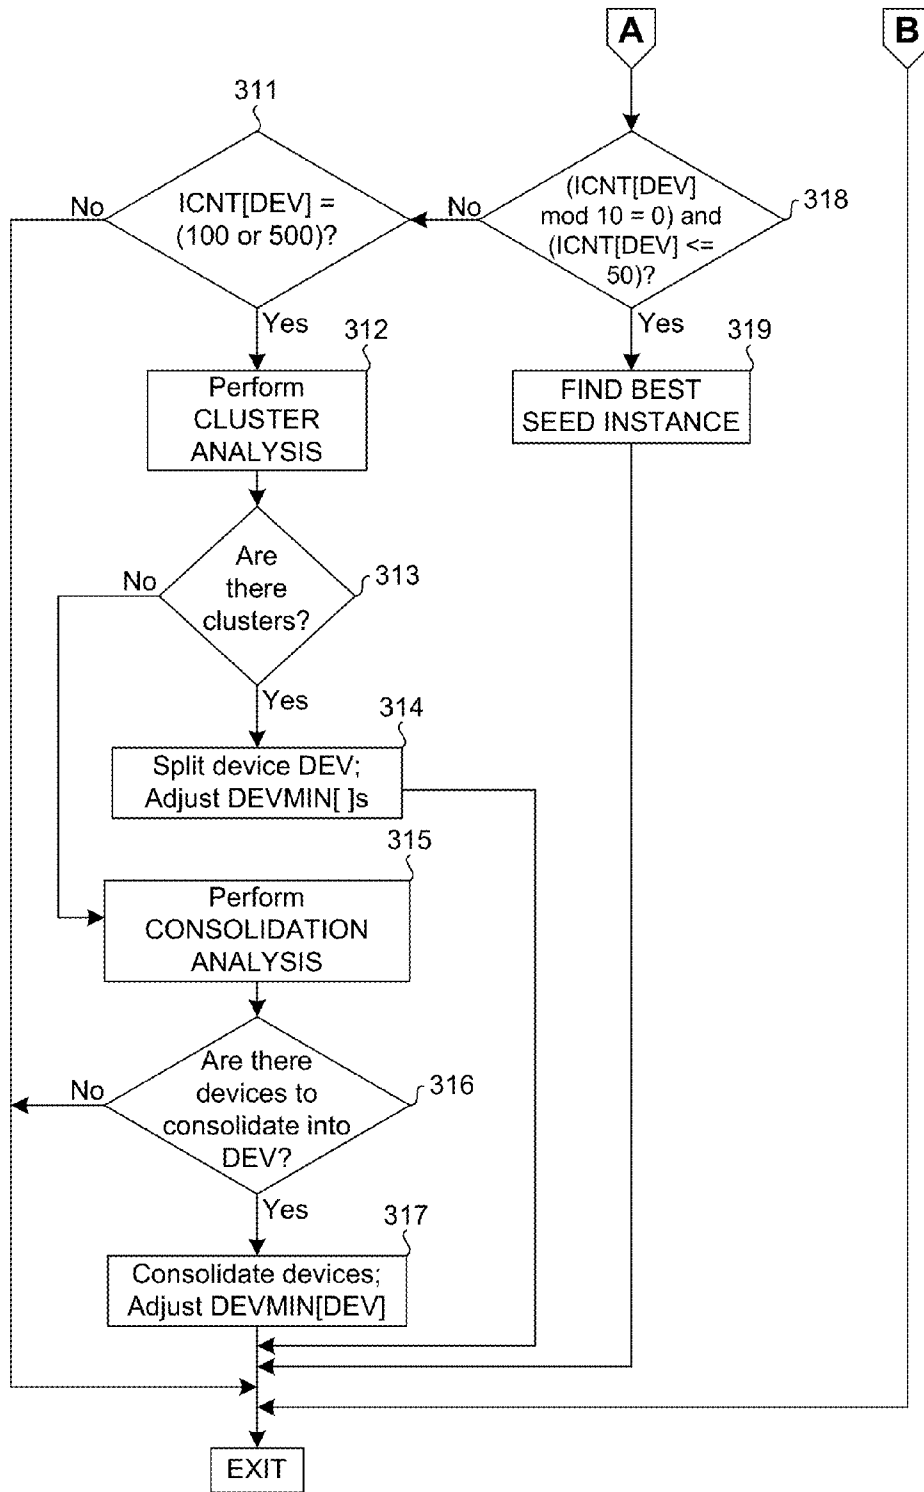 A
B
311
ICNT[DEV] =
(100 or 500)?
No
Yes
(ICNT[DEV]
mod 10 = 0) and
(ICNT[DEV] <=
50)?
318
No
Yes
312
Perform
CLUSTER
ANALYSIS
319
FIND BEST
SEED INSTANCE
Are
there
clusters?
313
No
Yes
314
Split device DEV;
Adjust DEVMIN[ ]s
315
Perform
CONSOLIDATION
ANALYSIS
Are there
devices to
consolidate into
DEV?
316
No
Yes
317
Consolidate devices;
Adjust DEVMIN[DEV]
EXIT